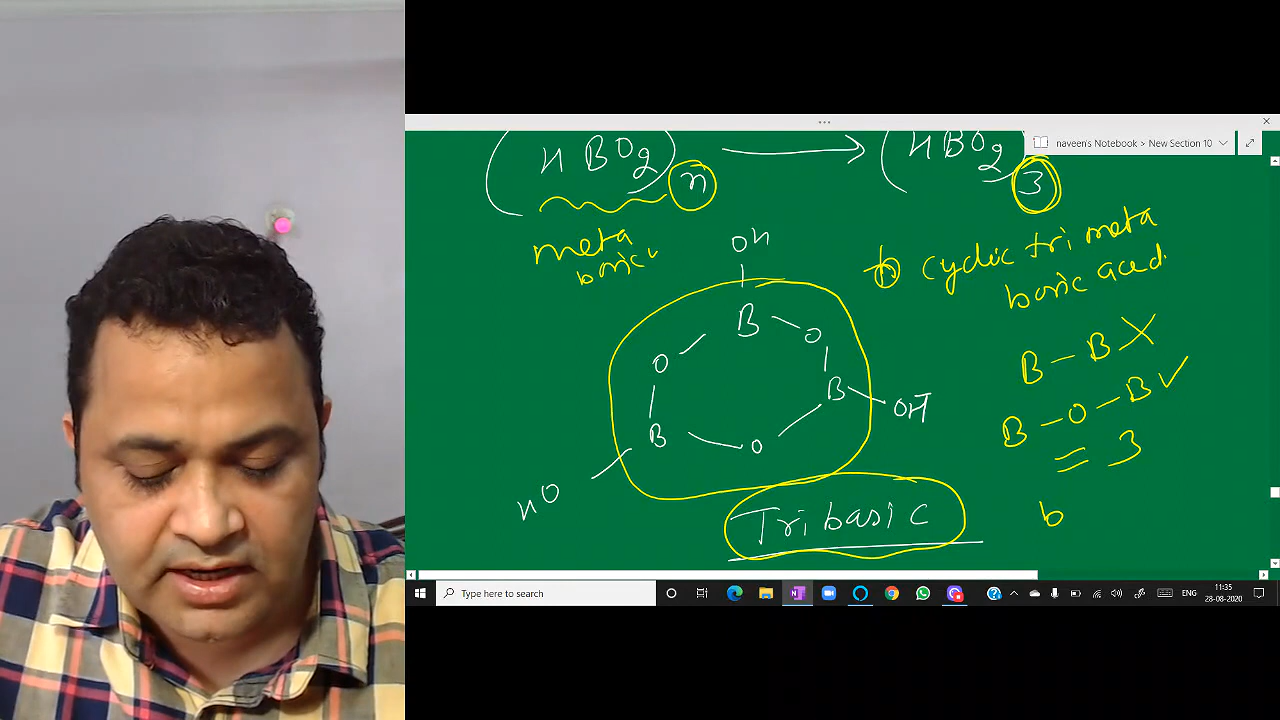 (HBO2)n ⟶ (HBO2)3
naveen's Notebook > New Section 10
meta
boric
cyclic tri meta
boric acid
OH
B
O
O
B
OH
B
O
HO
B – B X
B – O – B ✓
= 3
b
Tribasic
Type here to search
ENG
11:35
28-08-2020